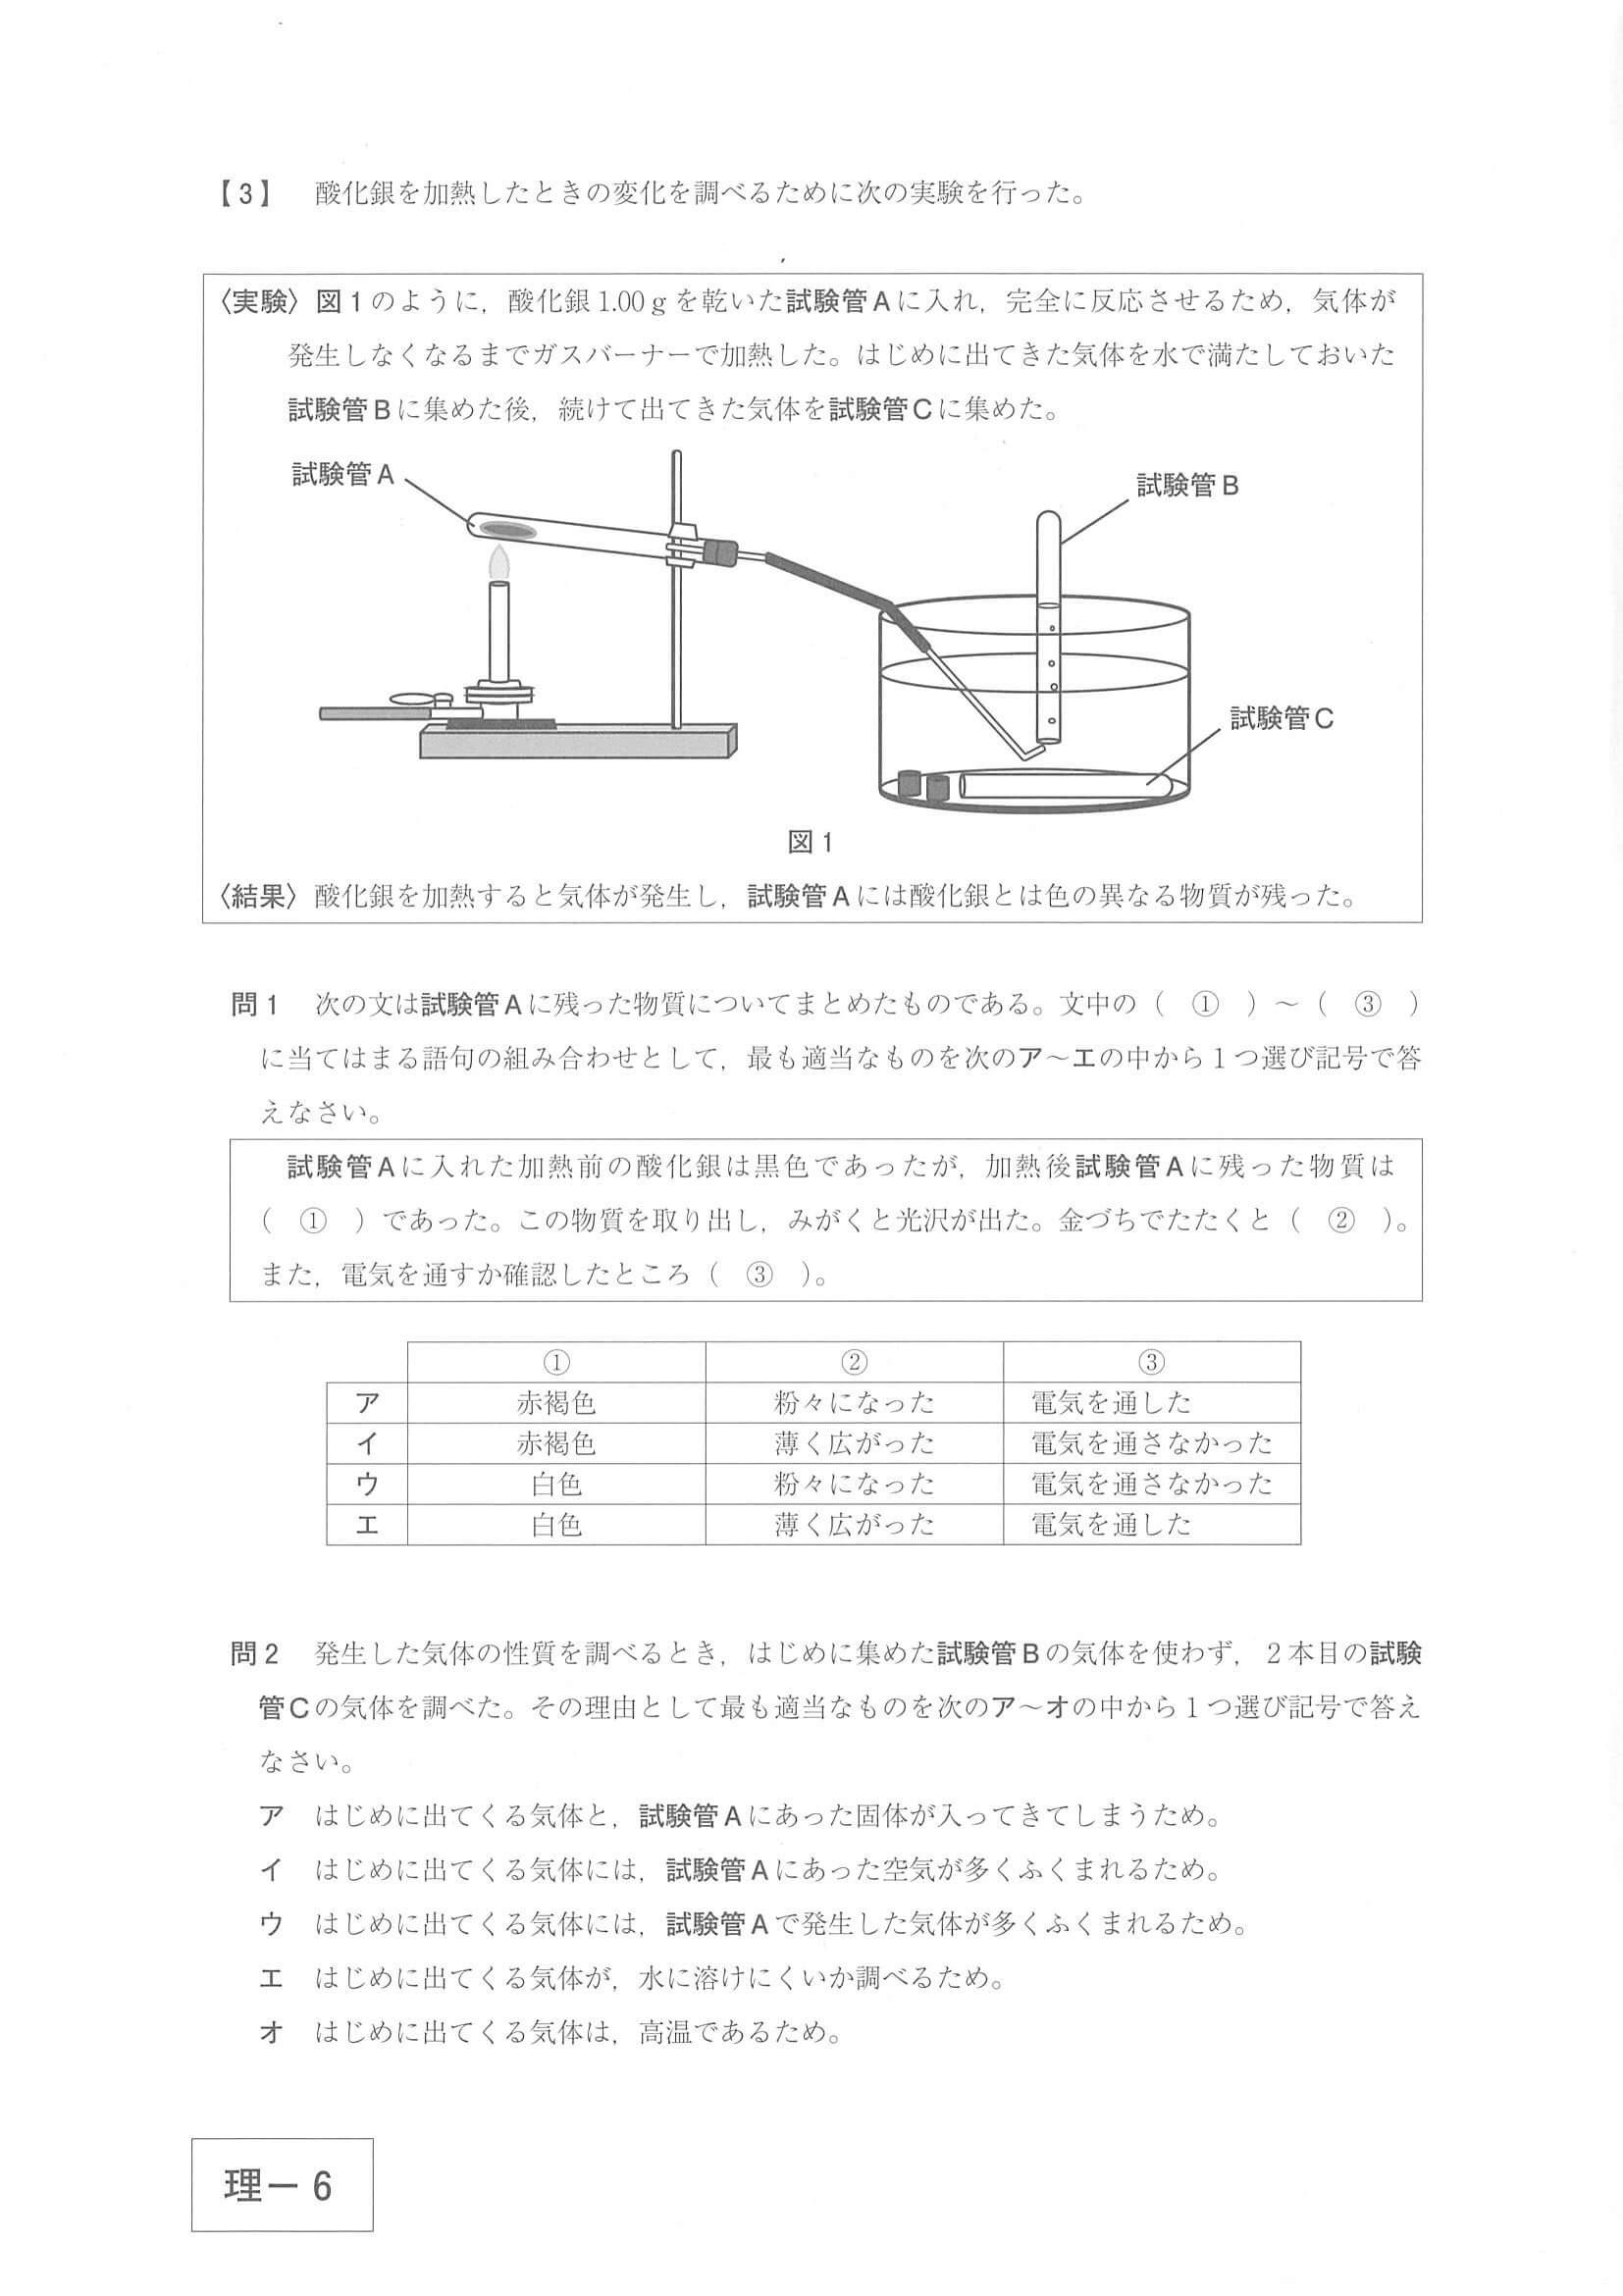 【3】 酸化銀を加熱したときの変化を調べるために次の実験を行った。
〈実験〉図1のように，酸化銀1.00gを乾いた試験管Aに入れ，完全に反応させるため，気体が
発生しなくなるまでガスバーナーで加熱した。はじめに出てきた気体を水で満たしておいた
試験管Bに集めた後，続けて出てきた気体を試験管Cに集めた。
試験管A
試験管B
試験管C
図1
〈結果〉酸化銀を加熱すると気体が発生し，試験管Aには酸化銀とは色の異なる物質が残った。
問1 次の文は試験管Aに残った物質についてまとめたものである。文中の（ ① ）～（ ③ ）
に当てはまる語句の組み合わせとして，最も適当なものを次のア～エの中から1つ選び記号で答
えなさい。
試験管Aに入れた加熱前の酸化銀は黒色であったが，加熱後試験管Aに残った物質は
（ ① ）であった。この物質を取り出し，みがくと光沢が出た。金づちでたたくと（ ② ）。
また，電気を通すか確認したところ（ ③ ）。
① ② ③
ア 赤褐色 粉々になった 電気を通した
イ 赤褐色 薄く広がった 電気を通さなかった
ウ 白色 粉々になった 電気を通さなかった
エ 白色 薄く広がった 電気を通した
問2 発生した気体の性質を調べるとき，はじめに集めた試験管Bの気体を使わず，2本目の試験
管Cの気体を調べた。その理由として最も適当なものを次のア～オの中から1つ選び記号で答え
なさい。
ア はじめに出てくる気体と，試験管Aにあった固体が入ってきてしまうため。
イ はじめに出てくる気体には，試験管Aにあった空気が多くふくまれるため。
ウ はじめに出てくる気体には，試験管Aで発生した気体が多くふくまれるため。
エ はじめに出てくる気体が，水に溶けにくいか調べるため。
オ はじめに出てくる気体は，高温であるため。
理－6